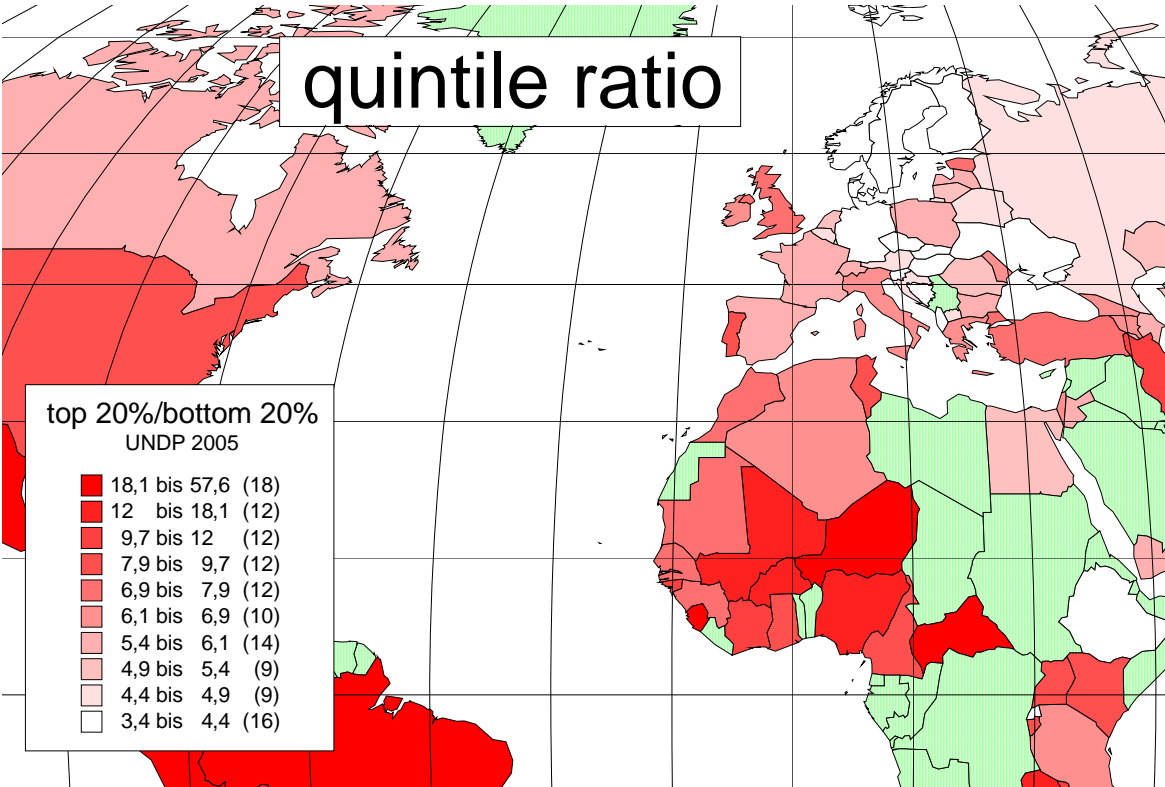 quintile ratio
top 20%/bottom 20%
UNDP 2005
18,1 bis 57,6 (18)
12 bis 18,1 (12)
9,7 bis 12 (12)
7,9 bis 9,7 (12)
6,9 bis 7,9 (12)
6,1 bis 6,9 (10)
5,4 bis 6,1 (14)
4,9 bis 5,4 (9)
4,4 bis 4,9 (9)
3,4 bis 4,4 (16)